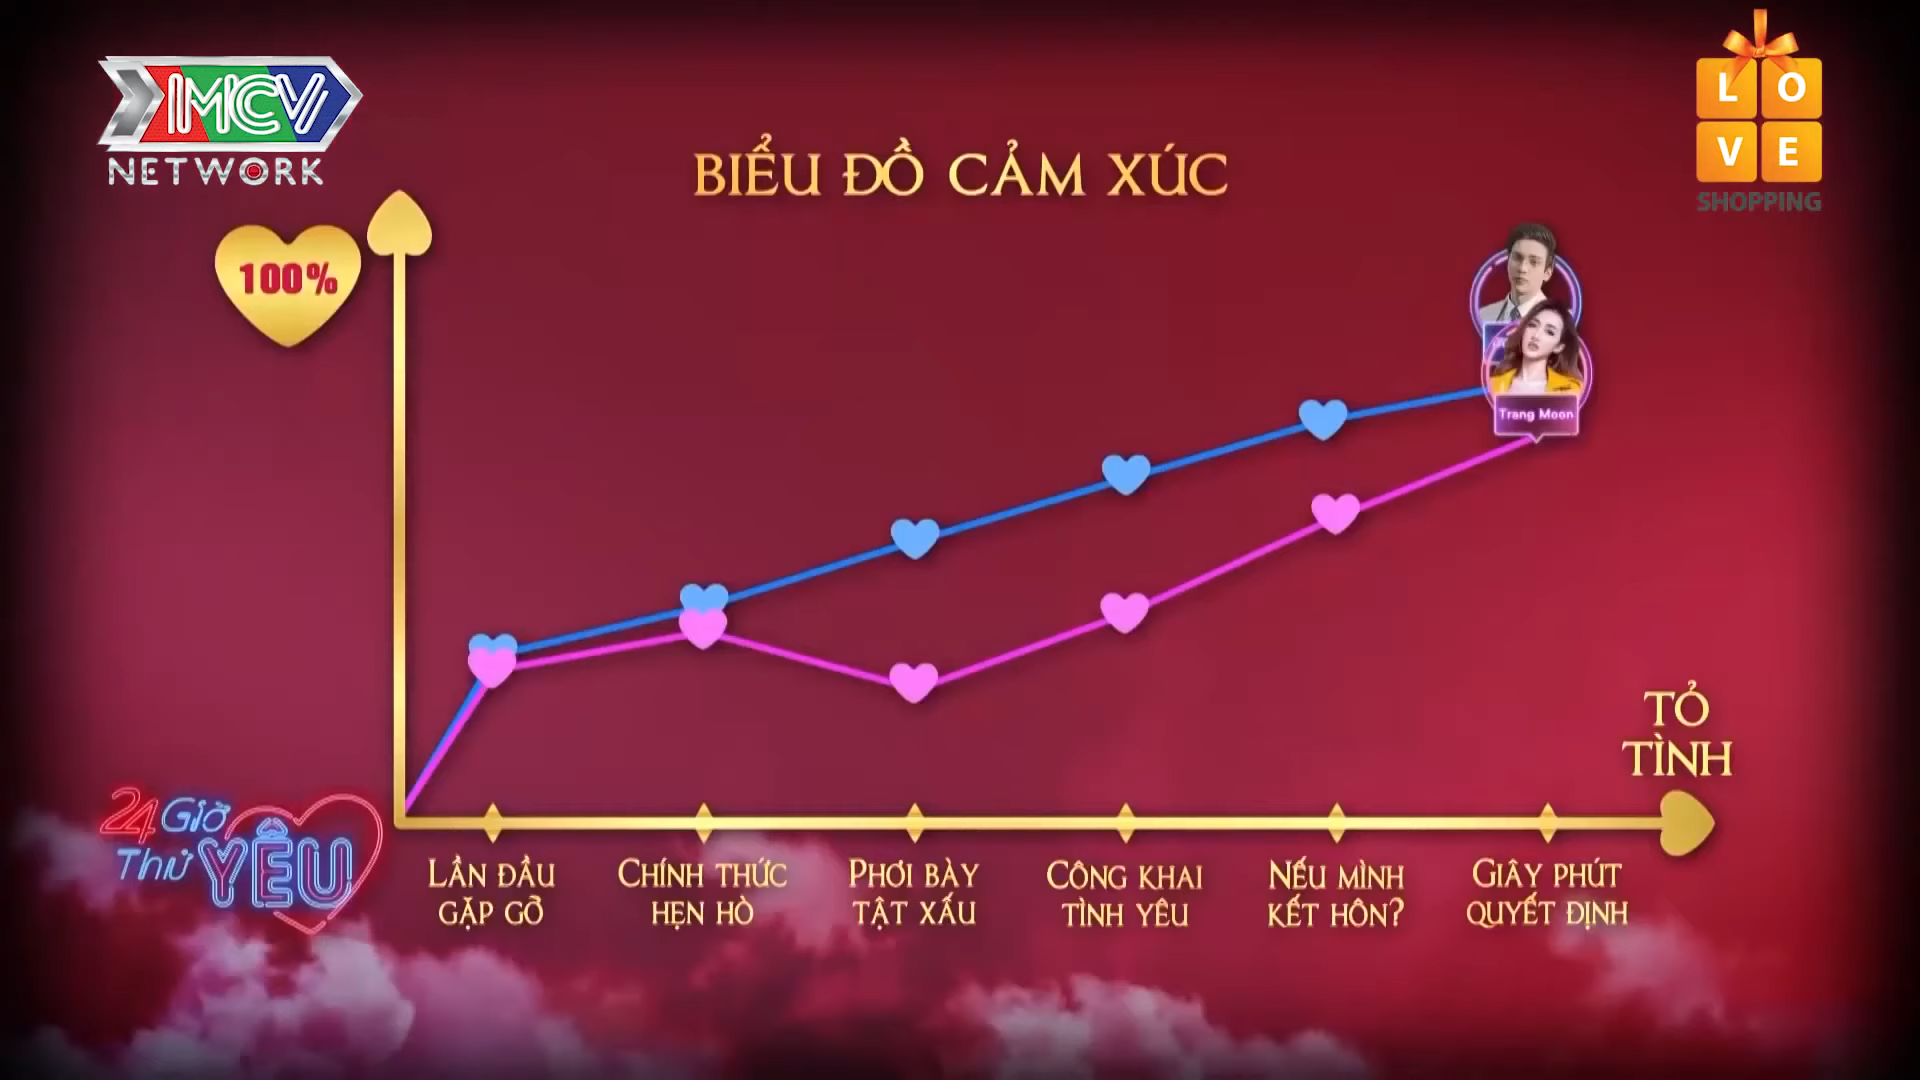 MCV
NETWORK
L O
V E
SHOPPING
BIỂU ĐỒ CẢM XÚC
100%
Trang Moon
TỎ
TÌNH
24 Giờ
Thử YÊU
LẦN ĐẦU
GẶP GỠ
CHÍNH THỨC
HẸN HÒ
PHƠI BÀY
TẬT XẤU
CÔNG KHAI
TÌNH YÊU
NẾU MÌNH
KẾT HÔN?
GIÂY PHÚT
QUYẾT ĐỊNH